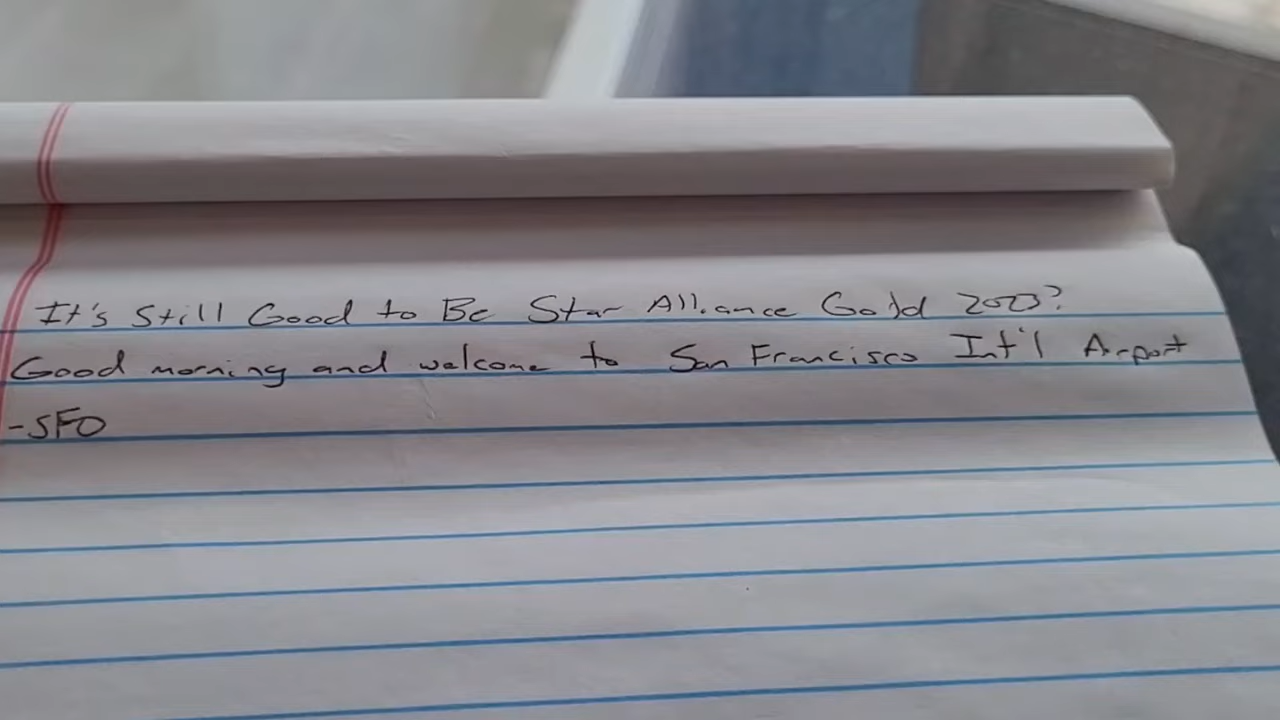 It's Still Good to Be Star Alliance Gold 2023?
Good morning and welcome to San Francisco Int'l Airport
-SFO